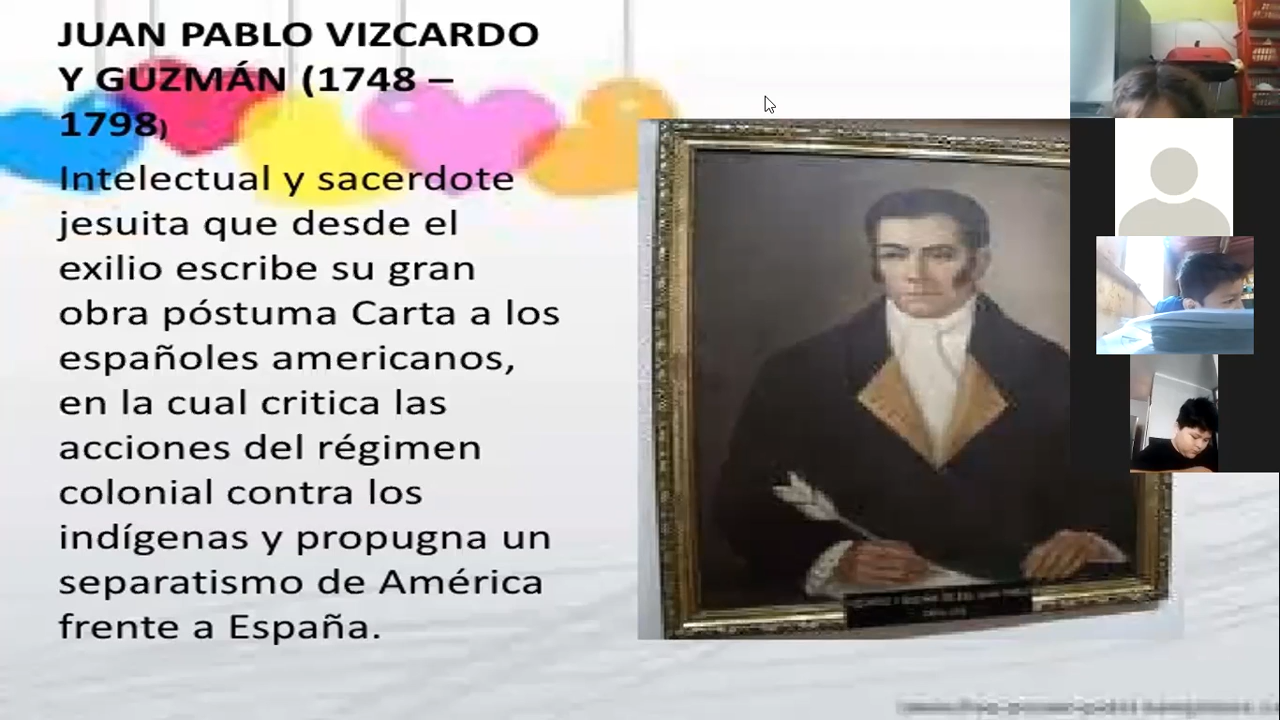 JUAN PABLO VIZCARDO
Y GUZMÁN (1748 –
1798)
Intelectual y sacerdote
jesuita que desde el
exilio escribe su gran
obra póstuma Carta a los
españoles americanos,
en la cual critica las
acciones del régimen
colonial contra los
indígenas y propugna un
separatismo de América
frente a España.